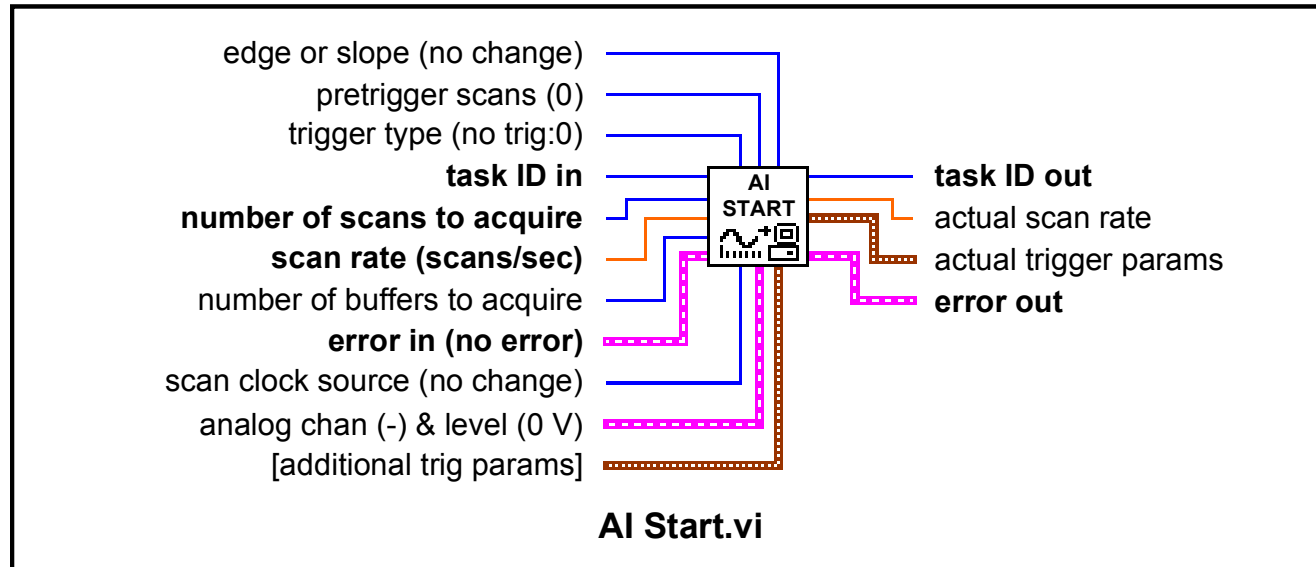 edge or slope (no change)
pretrigger scans (0)
trigger type (no trig:0)
task ID in
number of scans to acquire
scan rate (scans/sec)
number of buffers to acquire
error in (no error)
scan clock source (no change)
analog chan (-) & level (0 V)
[additional trig params]
AI
START
task ID out
actual scan rate
actual trigger params
error out
AI Start.vi